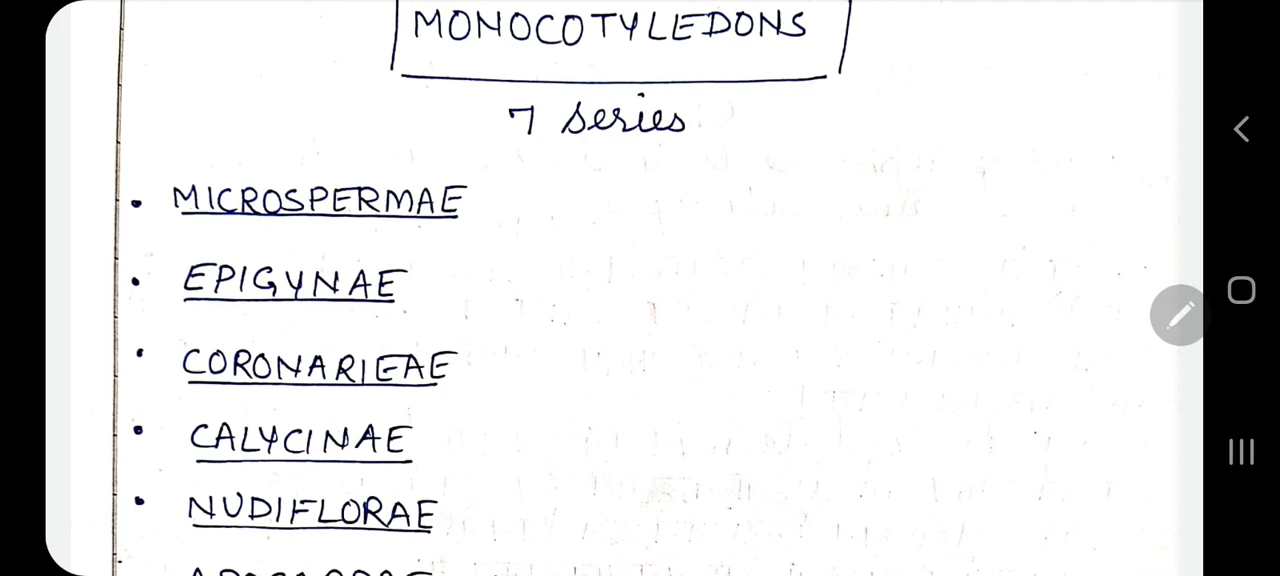 MONOCOTYLEDONS
7 series
• MICROSPERMAE
• EPIGYNAE
• CORONARIEAE
• CALYCINAE
• NUDIFLORAE